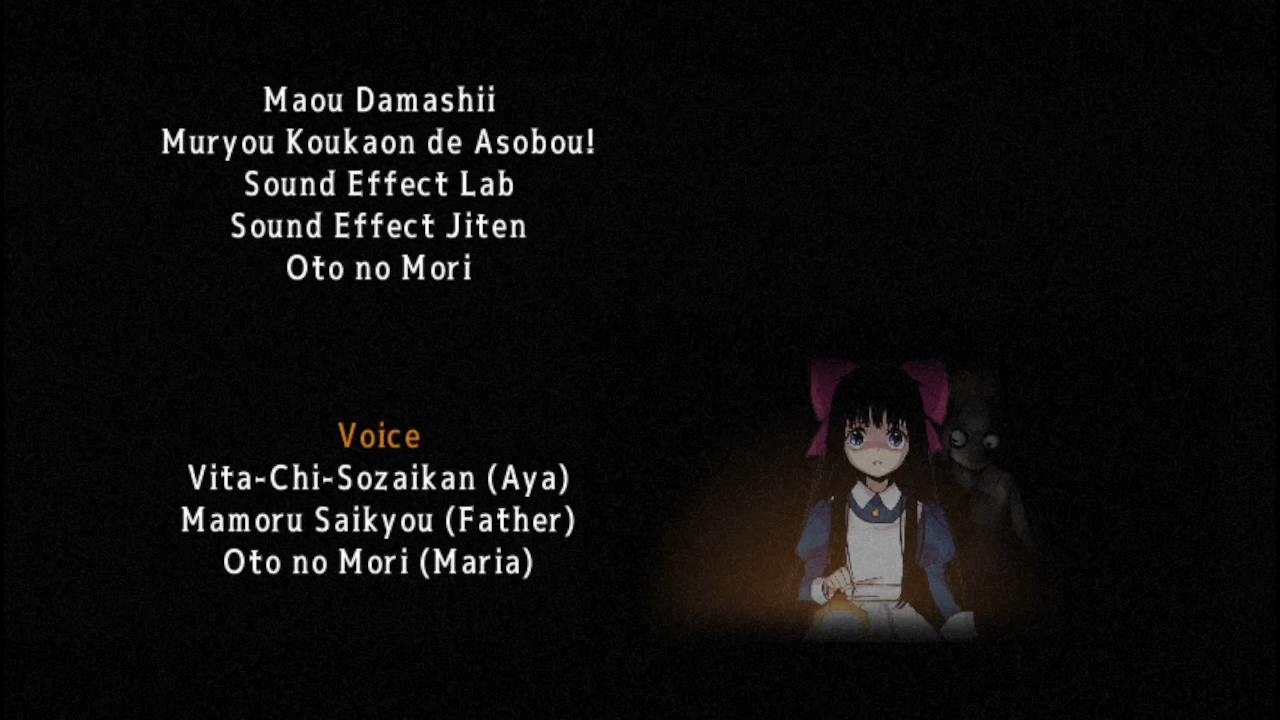 Maou Damashii
Muryou Koukaon de Asobou!
Sound Effect Lab
Sound Effect Jiten
Oto no Mori
Voice
Vita-Chi-Sozaikan (Aya)
Mamoru Saikyou (Father)
Oto no Mori (Maria)